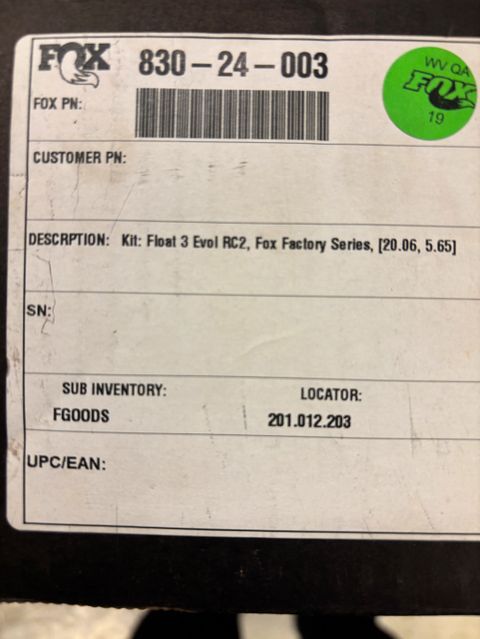 FOX
830-24-003
FOX PN:
WV QA
FOX
19
CUSTOMER PN:
DESCRPTION: Kit: Float 3 Evol RC2, Fox Factory Series, [20.06, 5.65]
SN:
SUB INVENTORY: LOCATOR:
FGOODS 201.012.203
UPC/EAN: